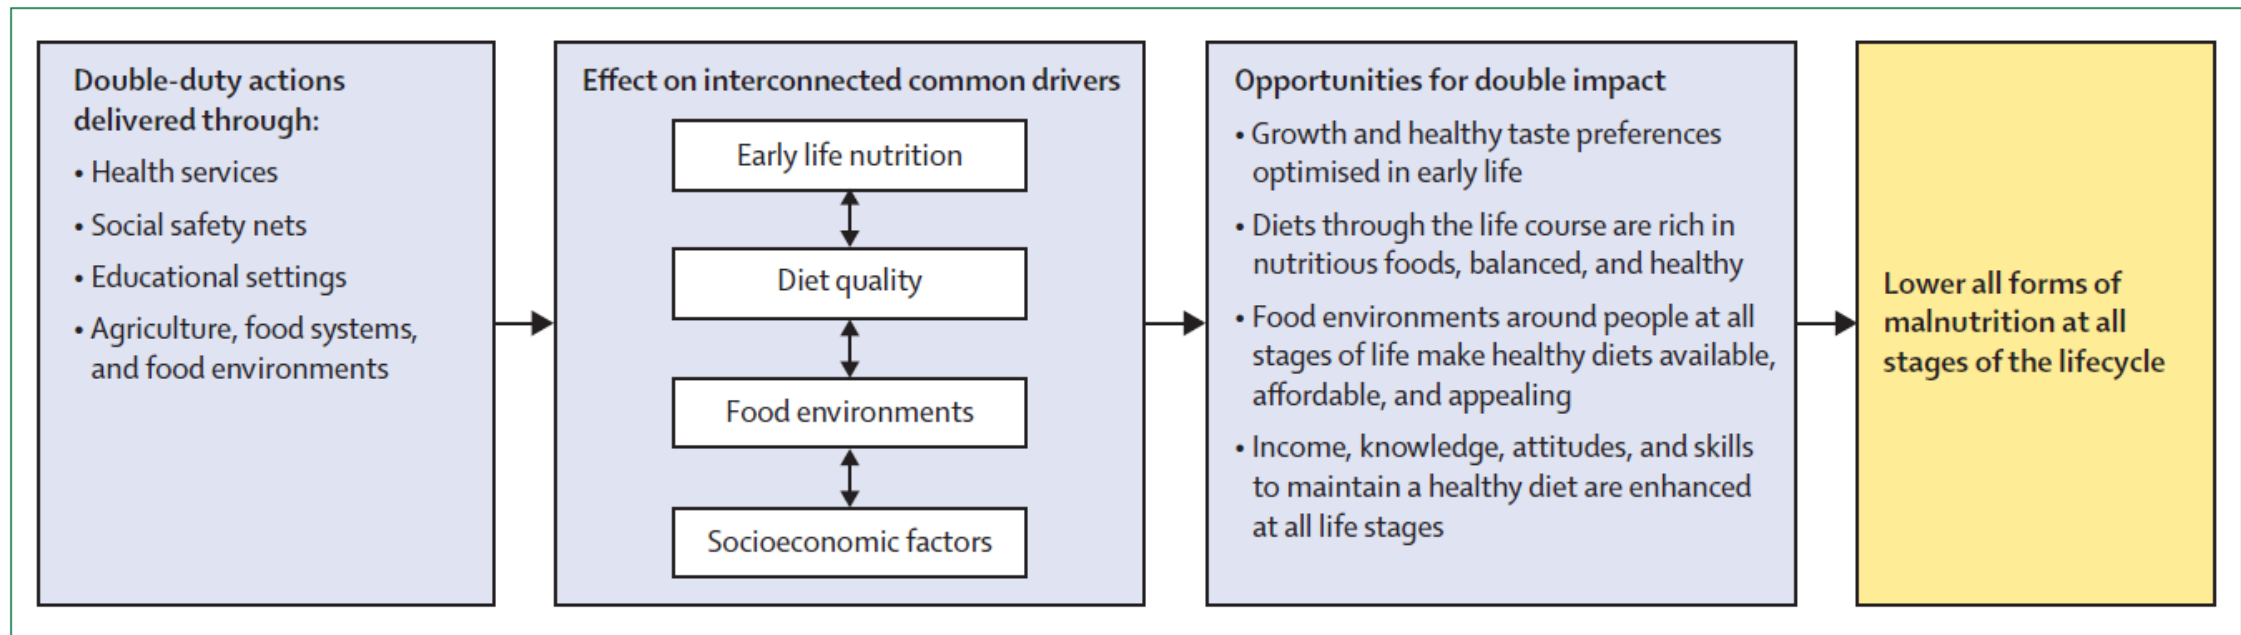 Double-duty actions
delivered through:
• Health services
• Social safety nets
• Educational settings
• Agriculture, food systems,
and food environments
Effect on interconnected common drivers
Early life nutrition
Diet quality
Food environments
Socioeconomic factors
Opportunities for double impact
• Growth and healthy taste preferences
optimised in early life
• Diets through the life course are rich in
nutritious foods, balanced, and healthy
• Food environments around people at all
stages of life make healthy diets available,
affordable, and appealing
• Income, knowledge, attitudes, and skills
to maintain a healthy diet are enhanced
at all life stages
Lower all forms of
malnutrition at all
stages of the lifecycle